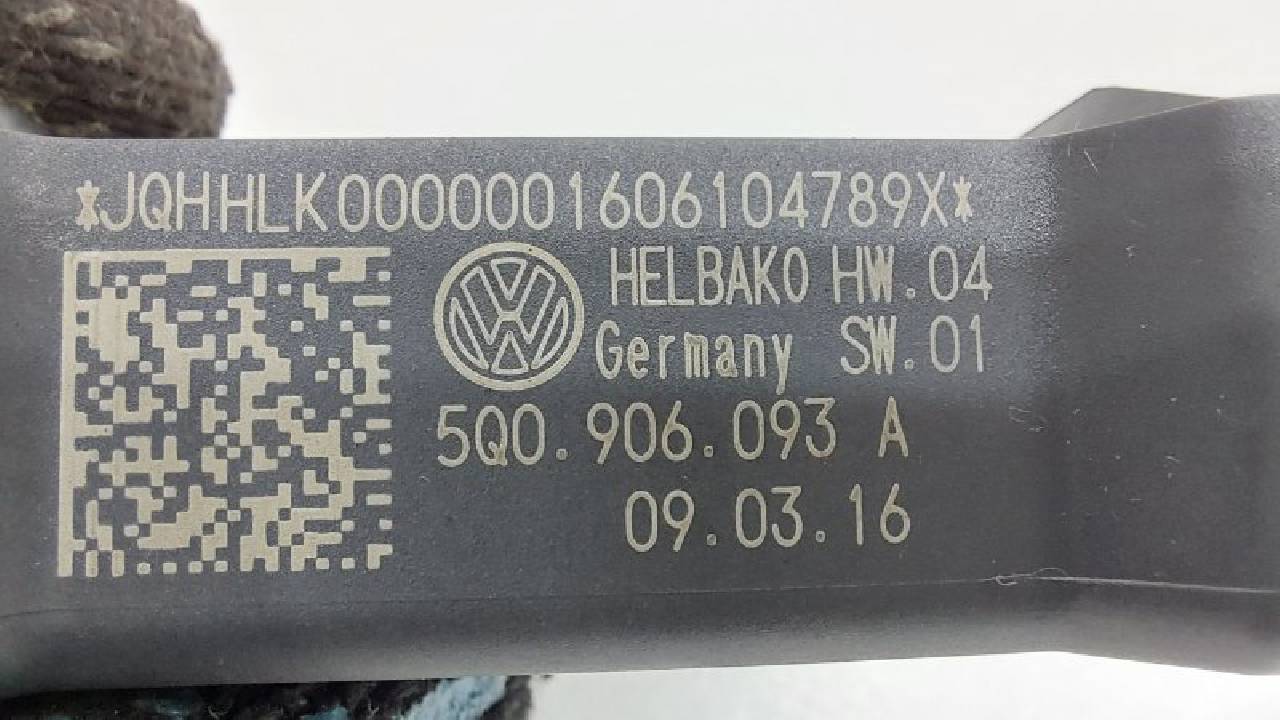 *JQHHLK0000001606104789X*
HELBAKO HW.04
Germany SW.01
5Q0.906.093 A
09.03.16